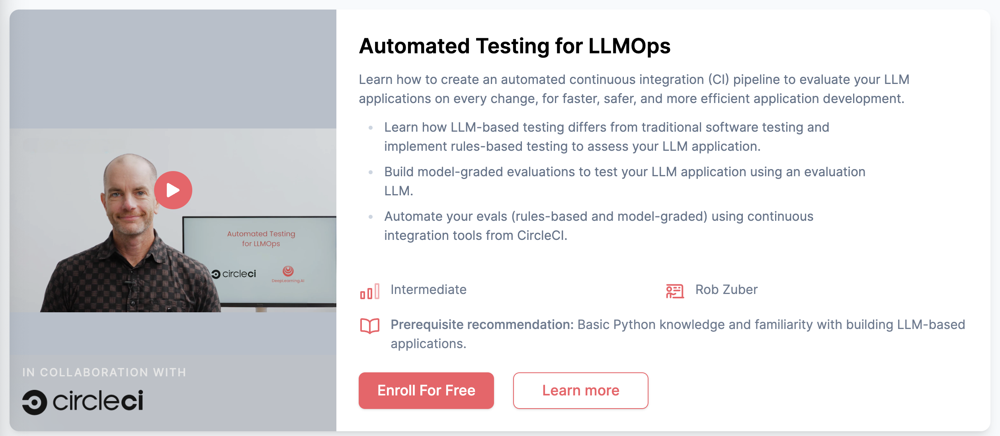 Automated Testing for LLMOps
Learn how to create an automated continuous integration (CI) pipeline to evaluate your LLM
applications on every change, for faster, safer, and more efficient application development.
Learn how LLM-based testing differs from traditional software testing and
implement rules-based testing to assess your LLM application.
Build model-graded evaluations to test your LLM application using an evaluation
LLM.
Automate your evals (rules-based and model-graded) using continuous
integration tools from CircleCI.
Intermediate
Rob Zuber
Prerequisite recommendation: Basic Python knowledge and familiarity with building LLM-based
applications.
Enroll For Free
Learn more
Automated Testing
for LLMOps
circleci
DeepLearning.AI
IN COLLABORATION WITH
circleci